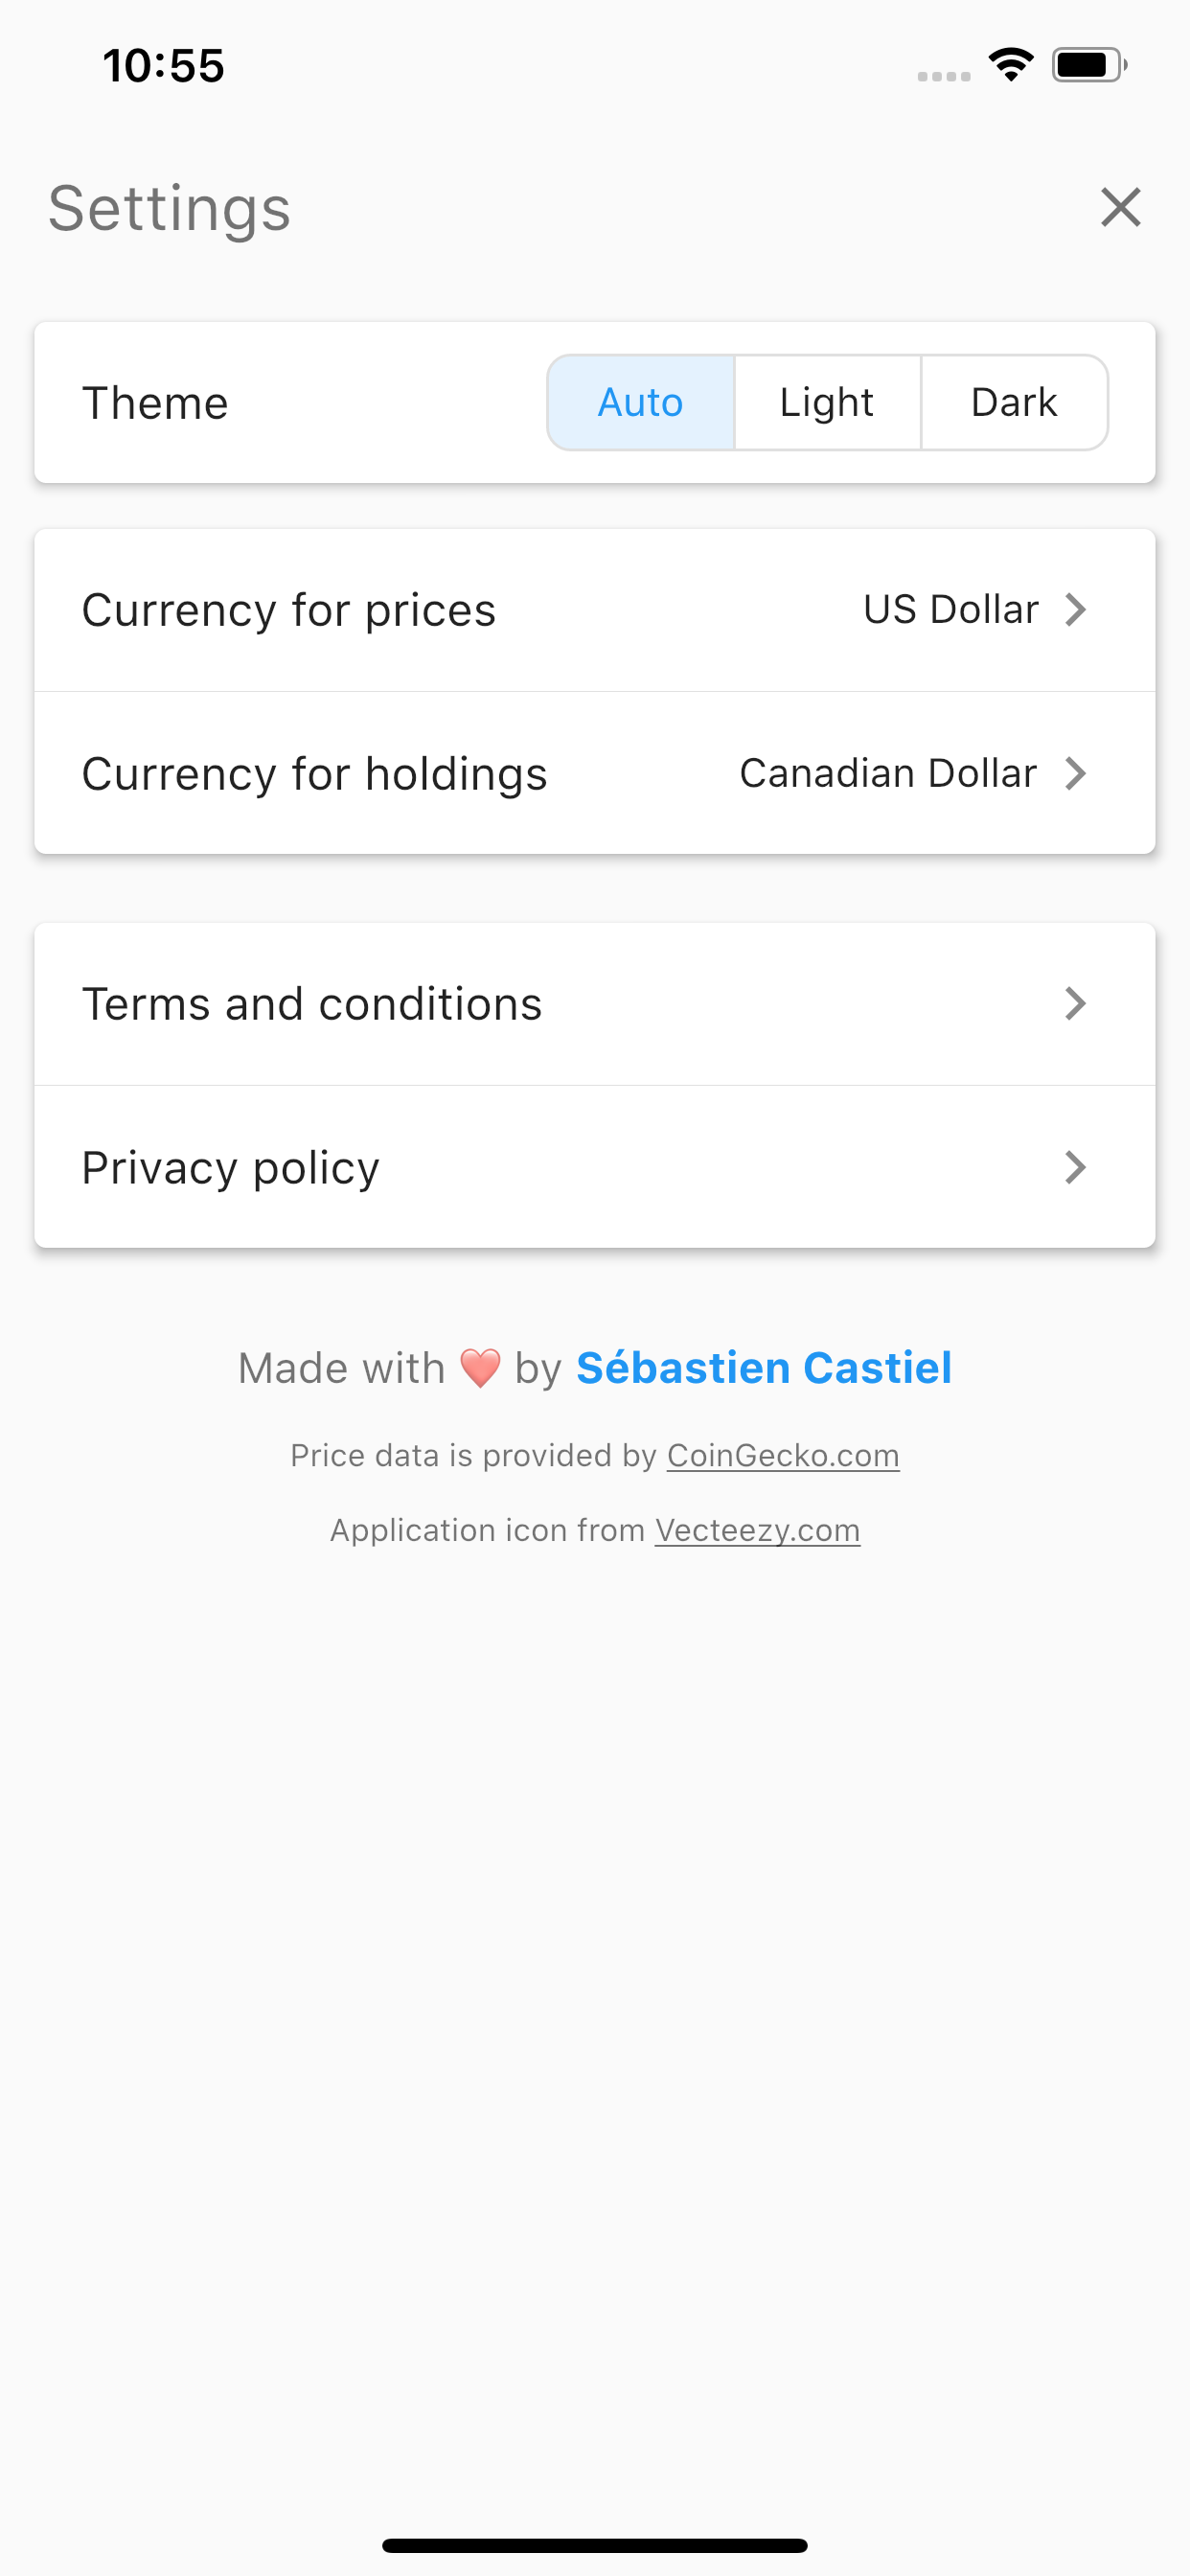 10:55
Settings
Theme Auto Light Dark
Currency for prices US Dollar
Currency for holdings Canadian Dollar
Terms and conditions
Privacy policy
Made with ❤️ by Sébastien Castiel
Price data is provided by CoinGecko.com
Application icon from Vecteezy.com